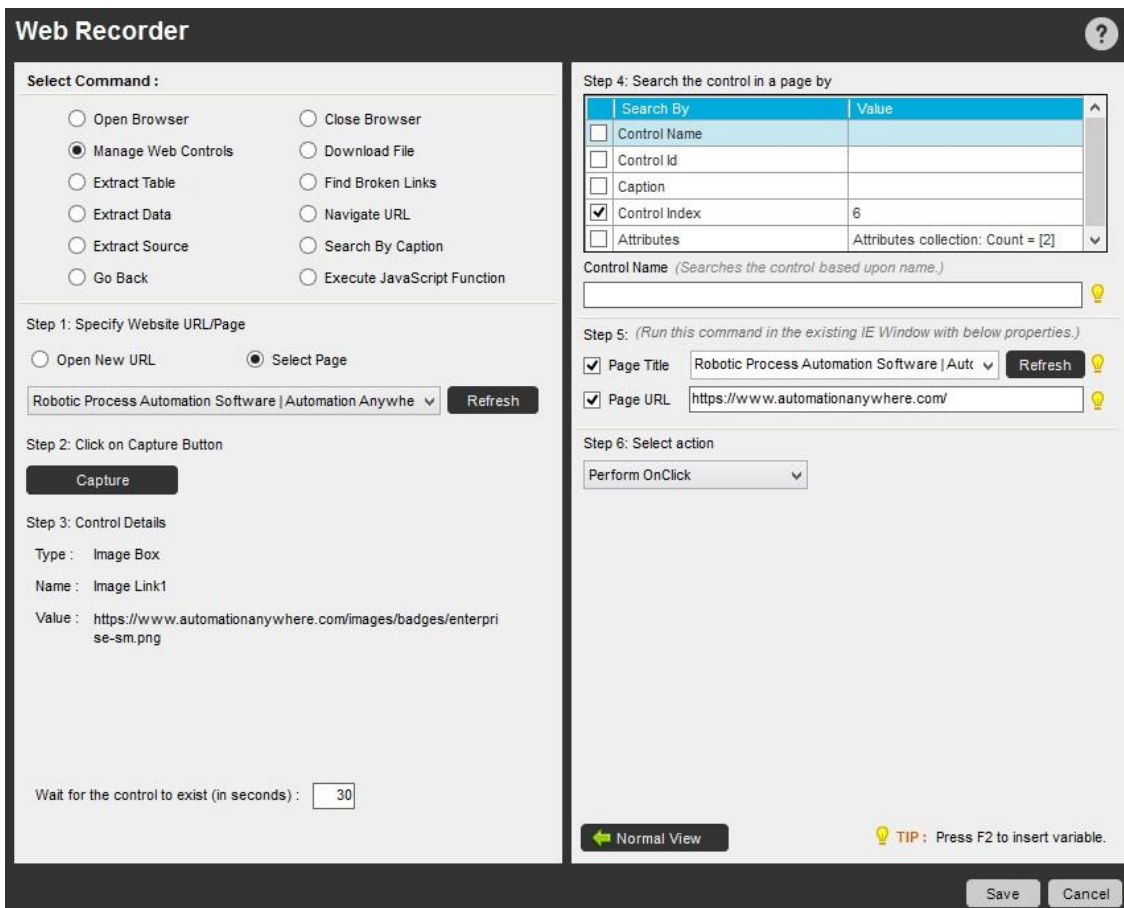 Web Recorder
?
Select Command :
Open Browser
Close Browser
Manage Web Controls
Download File
Extract Table
Find Broken Links
Extract Data
Navigate URL
Extract Source
Search By Caption
Go Back
Execute JavaScript Function
Step 1: Specify Website URL/Page
Open New URL
Select Page
Robotic Process Automation Software | Automation Anywhe
Refresh
Step 2: Click on Capture Button
Capture
Step 3: Control Details
Type : Image Box
Name : Image Link1
Value : https://www.automationanywhere.com/images/badges/enterpri
se-sm.png
Wait for the control to exist (in seconds) : 30
Step 4: Search the control in a page by
Search By Value
Control Name
Control Id
Caption
Control Index 6
Attributes Attributes collection: Count = [2]
Control Name (Searches the control based upon name.)
Step 5: (Run this command in the existing IE Window with below properties.)
Page Title Robotic Process Automation Software | Aut Refresh
Page URL https://www.automationanywhere.com/
Step 6: Select action
Perform OnClick
Normal View
TIP : Press F2 to insert variable.
Save Cancel